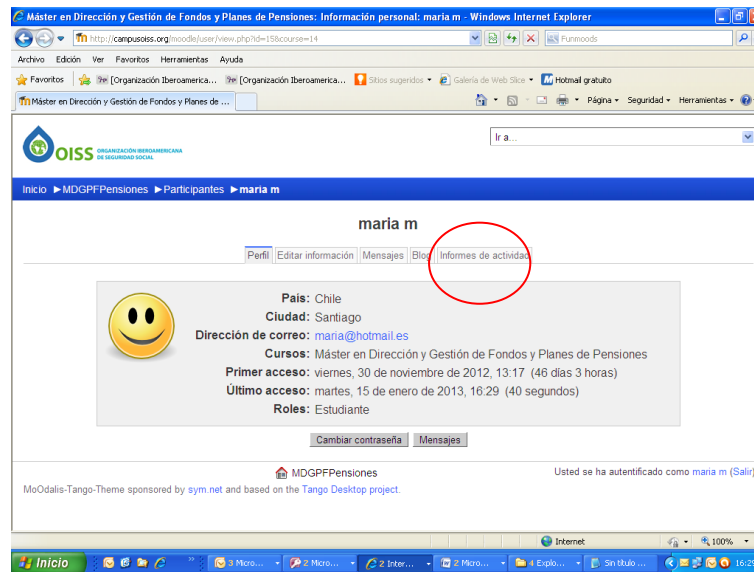 Máster en Dirección y Gestión de Fondos y Planes de Pensiones: Información personal: maria m - Windows Internet Explorer
http://campusoiss.org/moodle/user/view.php?id=15&course=14
Funmoods
Archivo Edición Ver Favoritos Herramientas Ayuda
Favoritos [Organización Iberoamerica... [Organización Iberoamerica... Sitios sugeridos Galería de Web Slice Hotmail gratuito
Máster en Dirección y Gestión de Fondos y Planes de ... Página Seguridad Herramientas
Ir a...
OISS ORGANIZACIÓN IBEROAMERICANA
DE SEGURIDAD SOCIAL
Inicio ►MDGPFPensiones ►Participantes ►maria m
maria m
Perfil Editar información Mensajes Blog Informes de actividad
País: Chile
Ciudad: Santiago
Dirección de correo: maria@hotmail.es
Cursos: Máster en Dirección y Gestión de Fondos y Planes de Pensiones
Primer acceso: viernes, 30 de noviembre de 2012, 13:17 (46 días 3 horas)
Último acceso: martes, 15 de enero de 2013, 16:29 (40 segundos)
Roles: Estudiante
Cambiar contraseña Mensajes
MDGPFPensiones
Usted se ha autentificado como maria m (Salir)
MoOdalis-Tango-Theme sponsored by sym.net and based on the Tango Desktop project.
Internet 100%
Inicio 3 Micro... 2 Micro... 2 Inter... 2 Micro... 4 Explo... Sin título ...